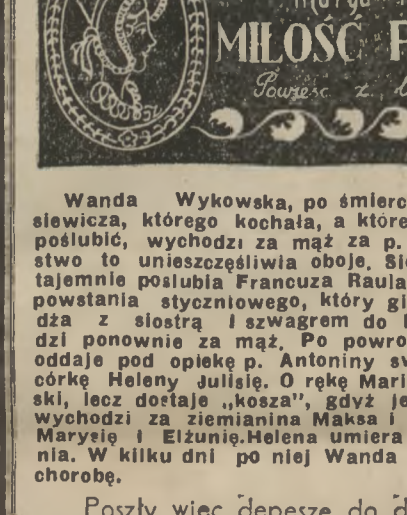 MIŁOŚĆ
Powieść z
Wanda Wykowska, po śmierc
siewicza, którego kochała, a które
poślubić, wychodzi za mąż za p.
stwo to unieszczęśliwia oboje. Si
tajemnie poslubia Francuza Raula
powstania styczniowego, który gi
dża z siostrą i szwagrem do
dzi ponownie za mąż. Po powro
oddaje pod opiekę p. Antoniny sw
córkę Heleny Julisię. O rękę Mari
ski, lecz dostaje „kosza", gdyż je
wychodzi za ziemianina Maksa i
Marysię i Elżunię.Helena umiera
nia. W kilku dni po niej Wanda
chorobę.
Poszły więc depesze do d